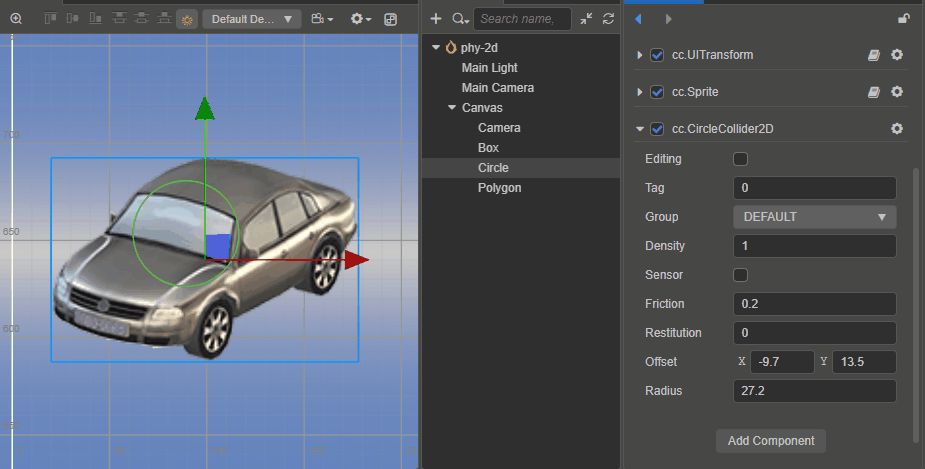 Default De...
Search name,
700
650
600
phy-2d
Main Light
Main Camera
Canvas
Camera
Box
Circle
Polygon
cc.UITransform
cc.Sprite
cc.CircleCollider2D
Editing
Tag 0
Group DEFAULT
Density 1
Sensor
Friction 0.2
Restitution 0
Offset X -9.7 Y 13.5
Radius 27.2
Add Component